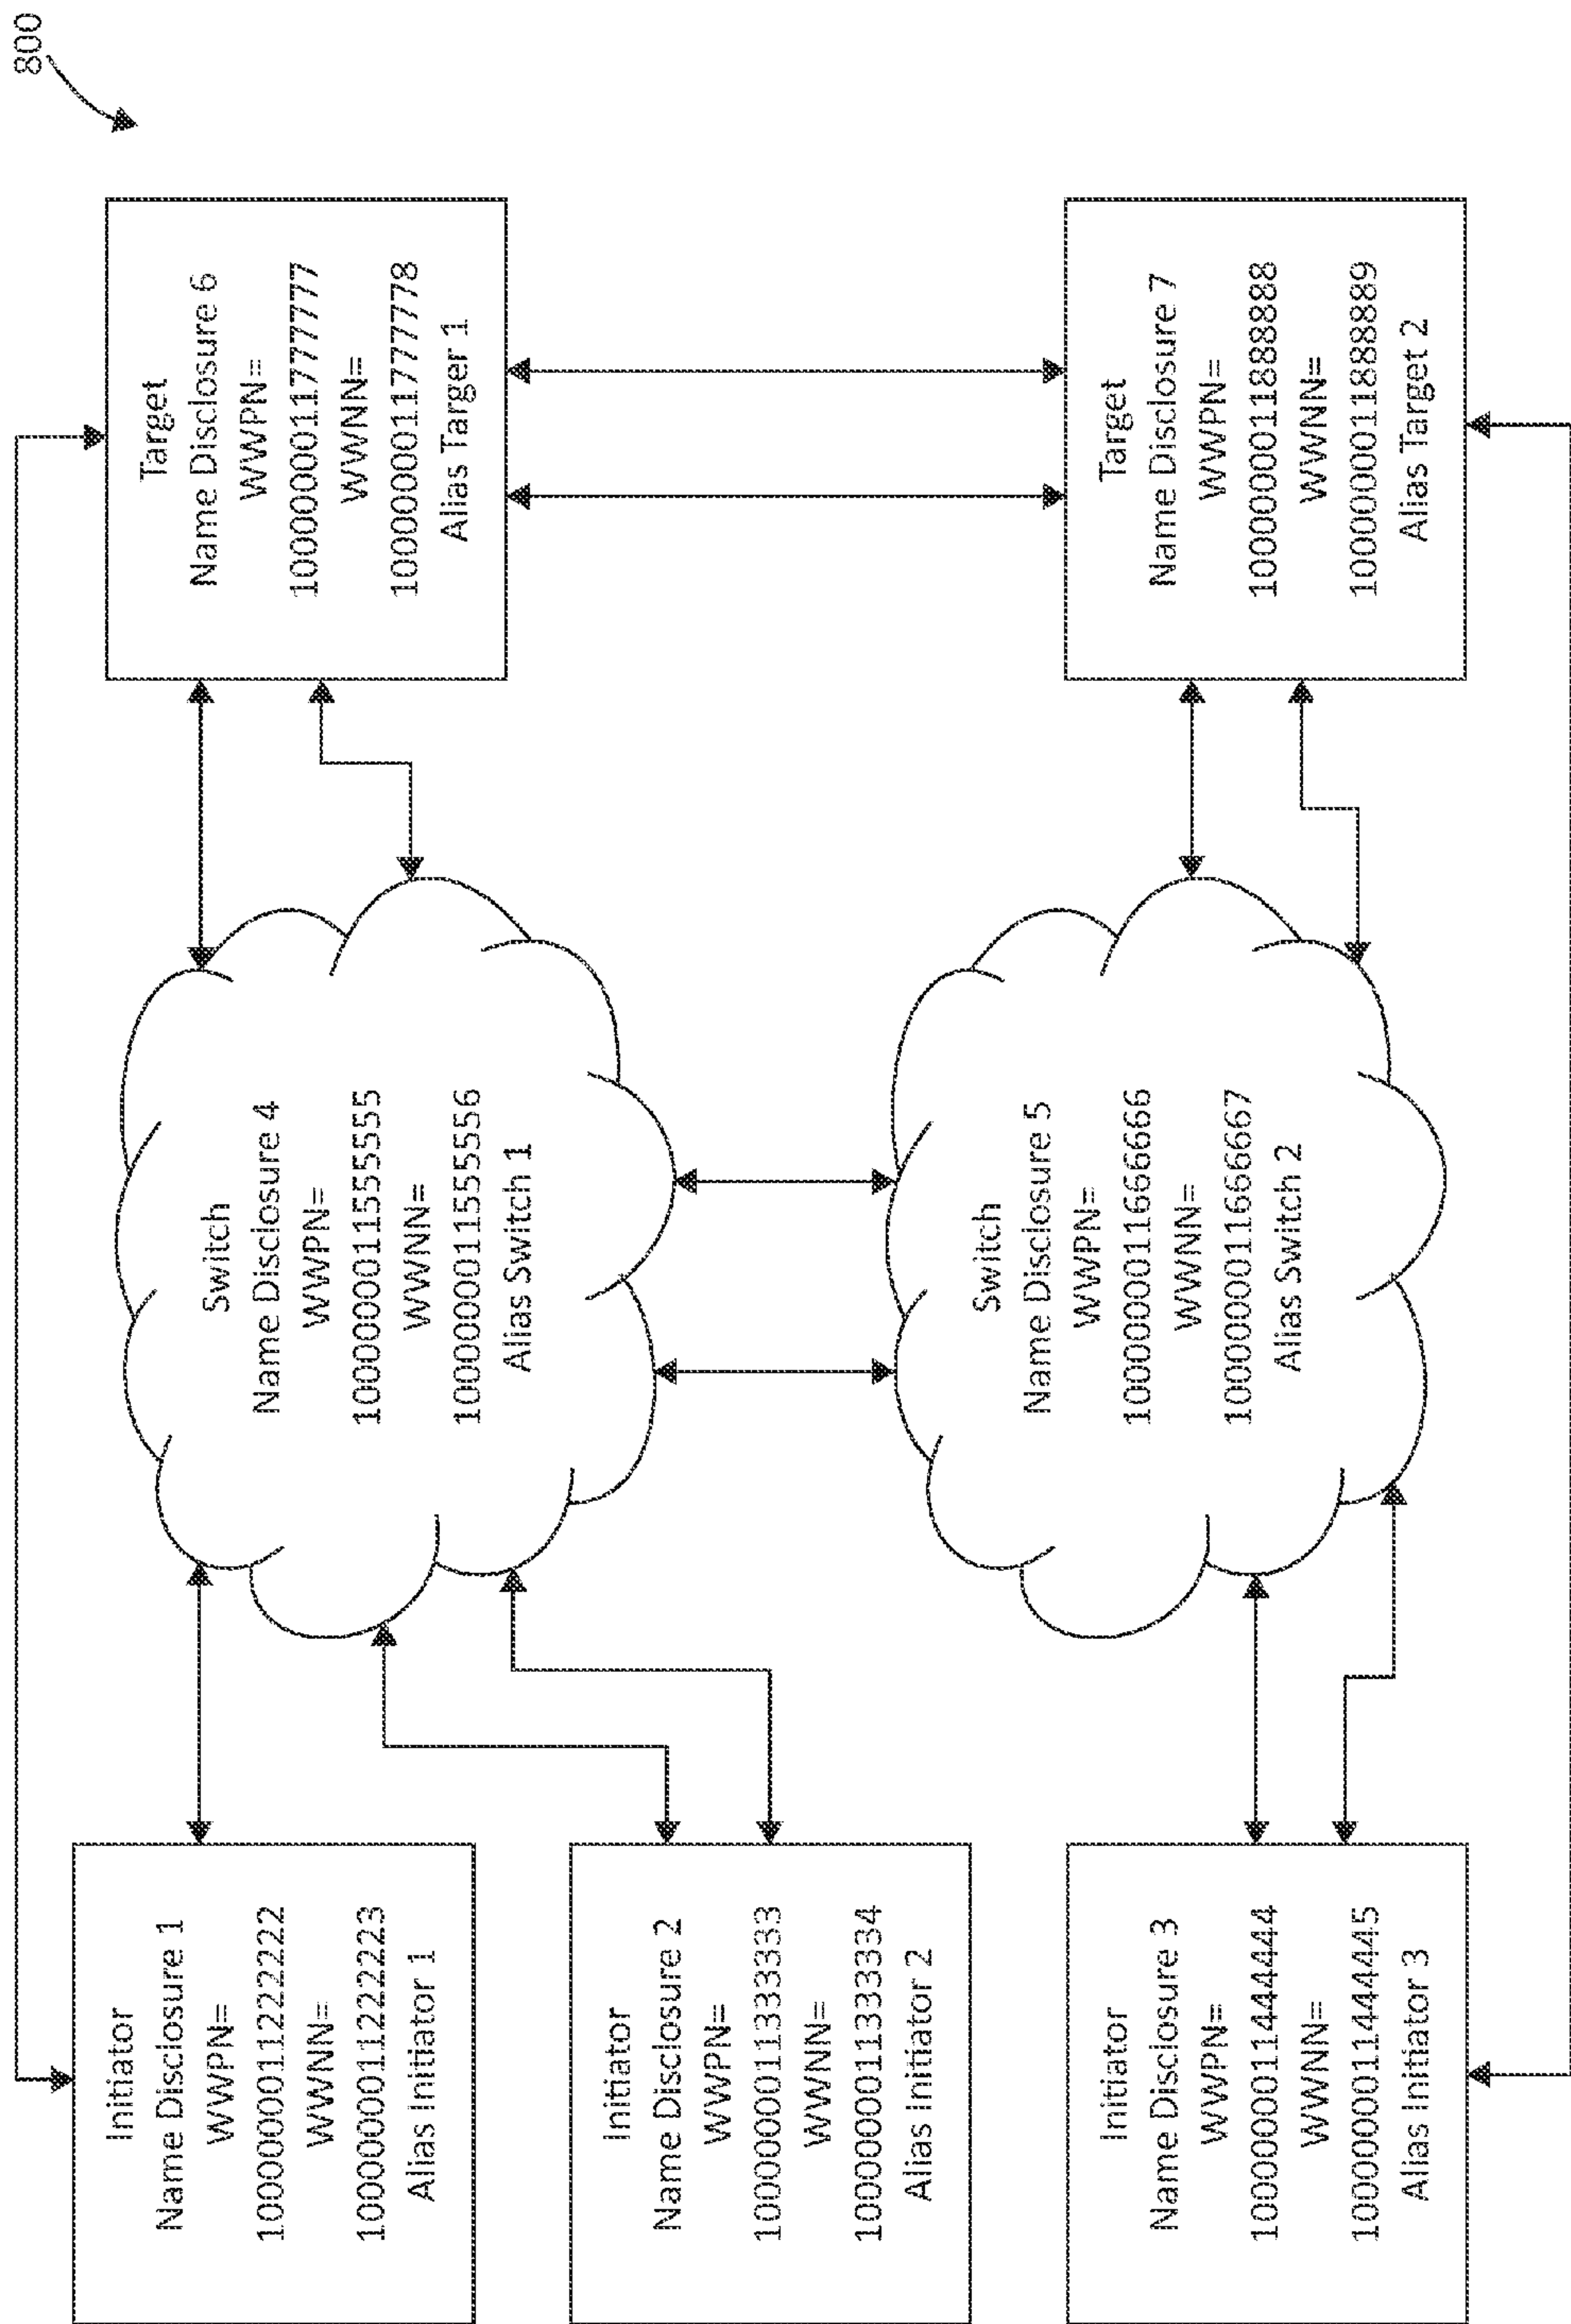 800
Initiator
Name Disclosure 1
WWPN=
1000000011222222
WWNN=
1000000011222223
Alias Initiator 1
Switch
Name Disclosure 4
WWPN=
1000000011555555
WWNN=
1000000011555556
Alias Switch 1
Target
Name Disclosure 6
WWPN=
1000000011777777
WWNN=
1000000011777778
Alias Targer 1
Initiator
Name Disclosure 2
WWPN=
1000000011333333
WWNN=
1000000011333334
Alias Initiator 2
Initiator
Name Disclosure 3
WWPN=
1000000011444444
WWNN=
1000000011444445
Alias Initiator 3
Switch
Name Disclosure 5
WWPN=
1000000011666666
WWNN=
1000000011666667
Alias Switch 2
Target
Name Disclosure 7
WWPN=
1000000011888888
WWNN=
1000000011888889
Alias Target 2